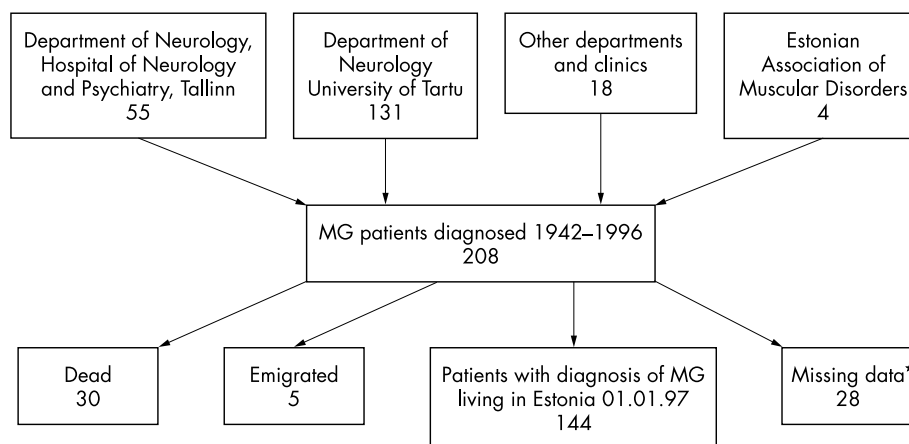 Department of Neurology,
Hospital of Neurology
and Psychiatry, Tallinn
55
Department of
Neurology
University of Tartu
131
Other departments
and clinics
18
Estonian
Association of
Muscular Disorders
4
MG patients diagnosed 1942–1996
208
Dead
30
Emigrated
5
Patients with diagnosis of MG
living in Estonia 01.01.97
144
Missing data*
28